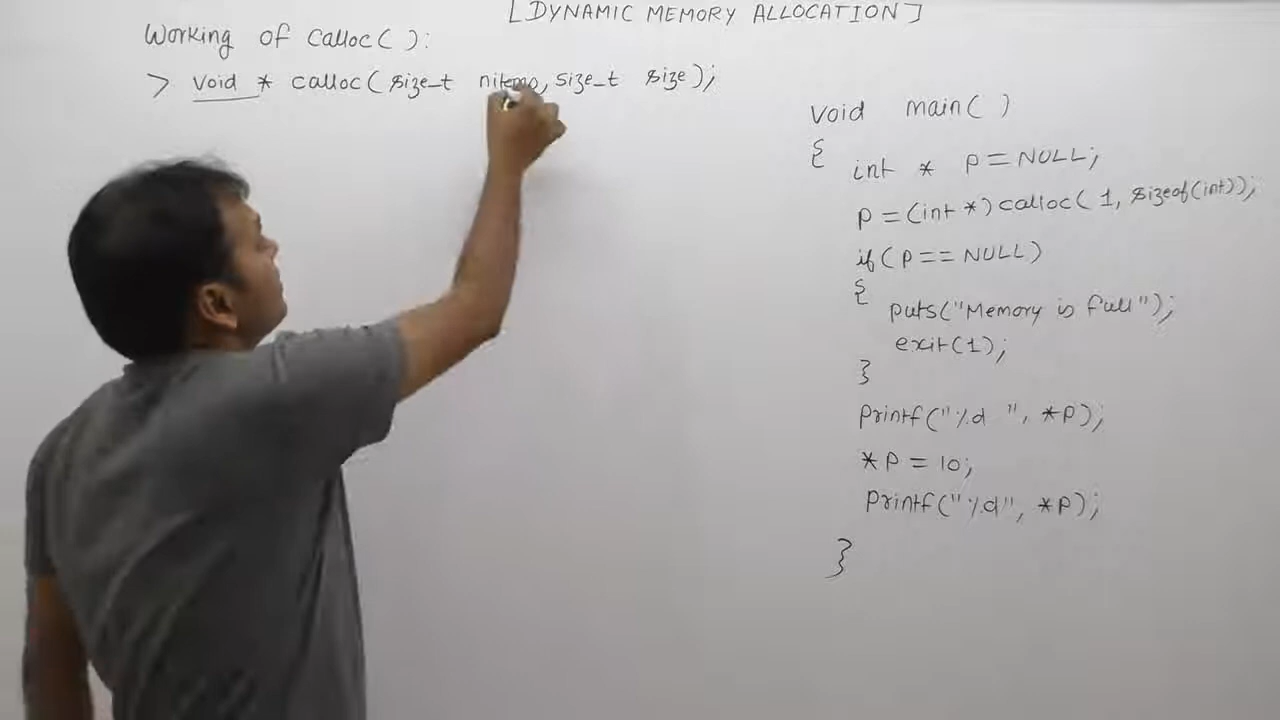 [DYNAMIC MEMORY ALLOCATION]
Working of calloc( ):
> void * calloc( size_t nitems, size_t size);
void main( )
{
int * P = NULL;
P = (int *) calloc( 1, sizeof(int));
if( P == NULL)
{
puts("Memory is full");
exit(1);
}
printf("%d ", *P);
*P = 10;
printf("%d", *P);
}